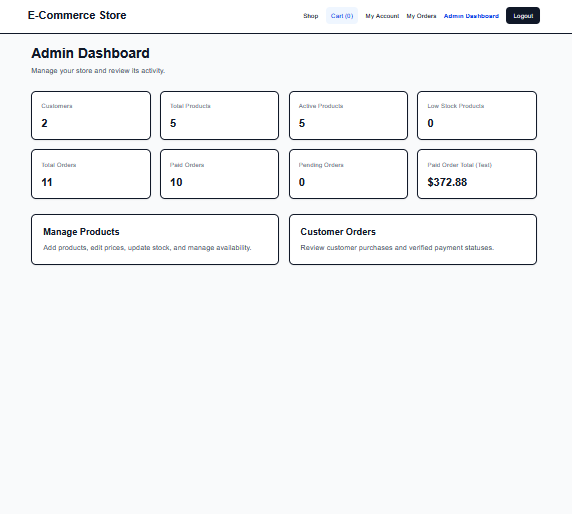 E-Commerce Store
Shop Cart (0) My Account My Orders Admin Dashboard Logout
Admin Dashboard
Manage your store and review its activity.
Customers
2
Total Products
5
Active Products
5
Low Stock Products
0
Total Orders
11
Paid Orders
10
Pending Orders
0
Paid Order Total (Test)
$372.88
Manage Products
Add products, edit prices, update stock, and manage availability.
Customer Orders
Review customer purchases and verified payment statuses.